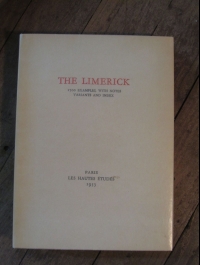 THE LIMERICK
1700 EXAMPLES, WITH NOTES
VARIANTS AND INDEX
PARIS
LES HAUTES ÉTUDES
1953